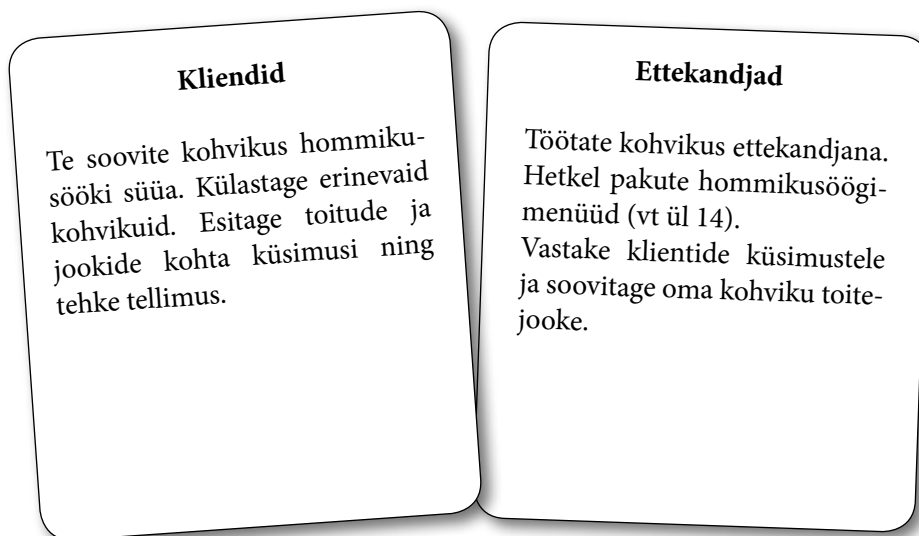 Kliendid
Te soovite kohvikus hommiku-
sööki süüa. Külastage erinevaid
kohvikuid. Esitage toitude ja
jookide kohta küsimusi ning
tehke tellimus.
Ettekandjad
Töötate kohvikus ettekandjana.
Hetkel pakute hommikusöögi-
menüüd (vt ül 14).
Vastake klientide küsimustele
ja soovitage oma kohviku toite-
jooke.